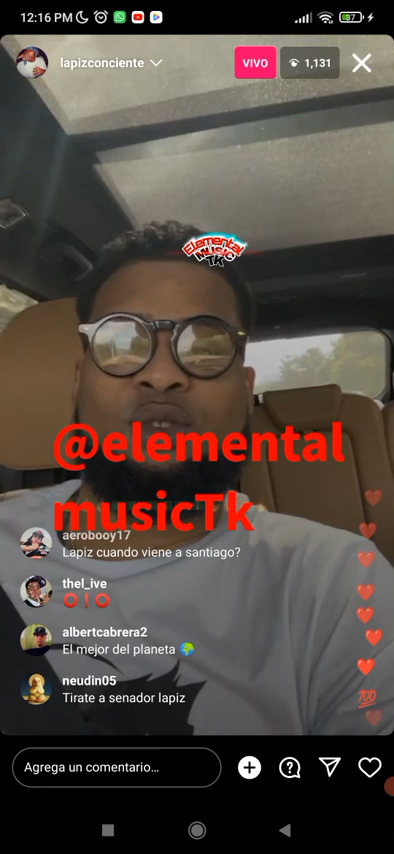 12:16 PM
87
lapizconciente
VIVO
1,131
Elemental
MUSIC
TK
@elemental
musicTk
aerobooy17
Lapiz cuando viene a santiago?
thel_ive
⭕❗⭕
albertcabrera2
El mejor del planeta 🌍
neudin05
Tirate a senador lapiz
💯
Agrega un comentario...